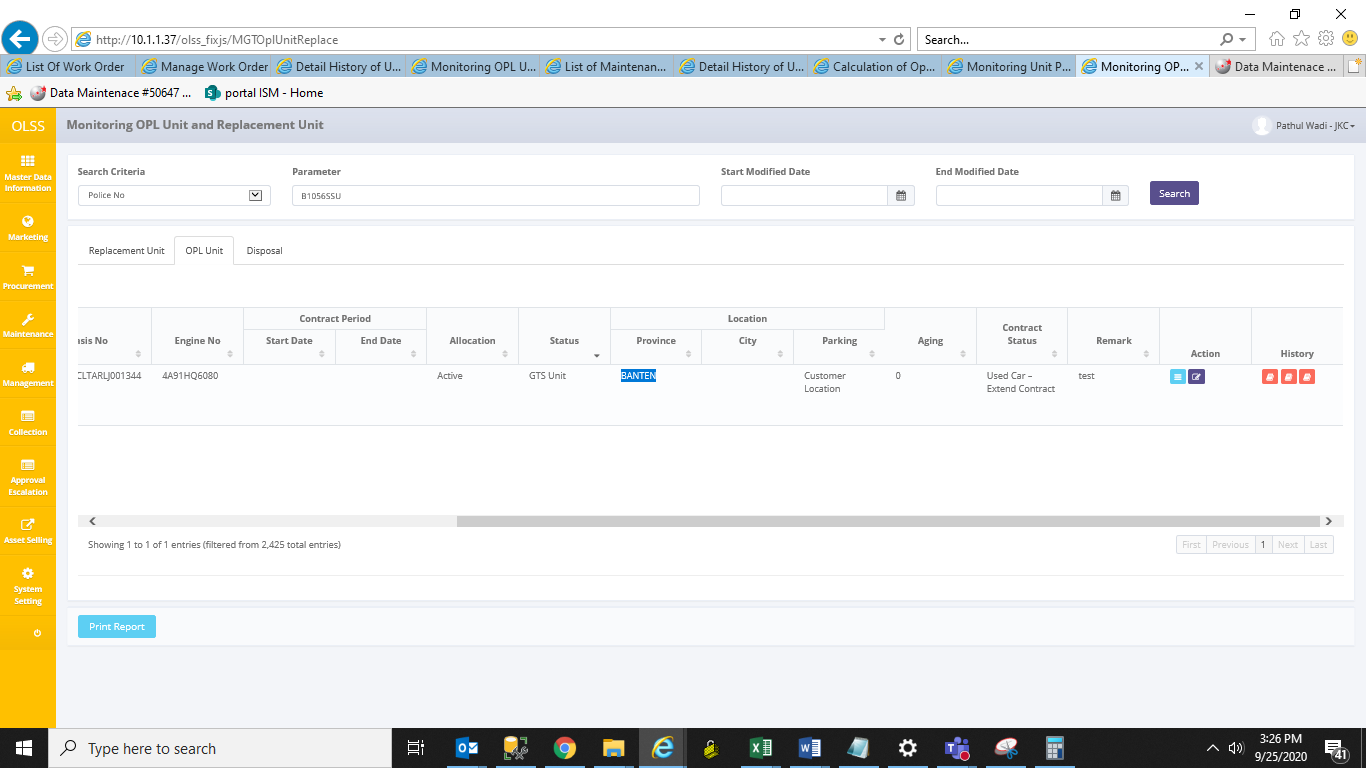 http://10.1.1.37/olss_fixjs/MGTOplUnitReplace
Search...
List Of Work Order
Manage Work Order
Detail History of U...
Monitoring OPL U...
List of Maintenan...
Detail History of U...
Calculation of Op...
Monitoring Unit P...
Monitoring OP...
Data Maintenace ...
Data Maintenace #50647 ...
portal ISM - Home
OLSS
Monitoring OPL Unit and Replacement Unit
Pathul Wadi - JKC
Master Data
Information
Marketing
Procurement
Maintenance
Management
Collection
Approval
Escalation
Asset Selling
System
Setting
Search Criteria
Parameter
Start Modified Date
End Modified Date
Police No
B1056SSU
Search
Replacement Unit
OPL Unit
Disposal
Contract Period
Location
asis No
Engine No
Start Date
End Date
Allocation
Status
Province
City
Parking
Aging
Contract
Status
Remark
Action
History
CLTARLJ001344
4A91HQ6080
Active
GTS Unit
BANTEN
Customer
Location
0
Used Car –
Extend Contract
test
Showing 1 to 1 of 1 entries (filtered from 2,425 total entries)
First
Previous
1
Next
Last
Print Report
Type here to search
3:26 PM
9/25/2020
41